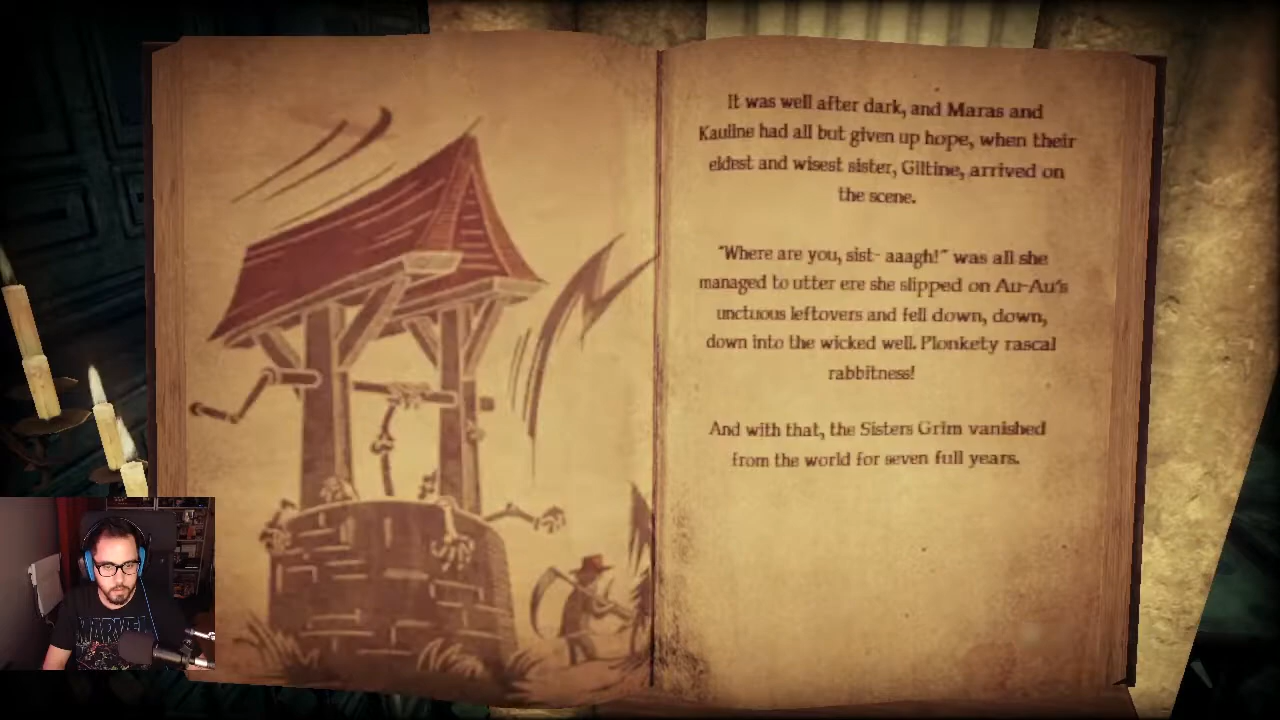 It was well after dark, and Maras and
Kauline had all but given up hope, when their
eldest and wisest sister, Giltine, arrived on
the scene.
"Where are you, sist- aaagh!" was all she
managed to utter ere she slipped on Au-Au's
unctuous leftovers and fell down, down,
down into the wicked well. Plonkety rascal
rabbitness!
And with that, the Sisters Grim vanished
from the world for seven full years.
MARVEL